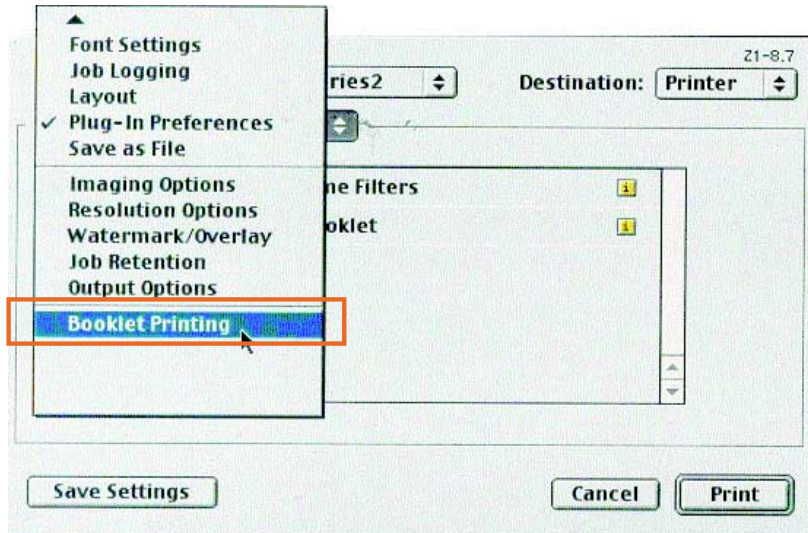 Z1-8.7
ries2
Destination: Printer
Font Settings
Job Logging
Layout
✓ Plug-In Preferences
Save as File
Imaging Options
Resolution Options
Watermark/Overlay
Job Retention
Output Options
Booklet Printing
ne Filters
oklet
Save Settings
Cancel
Print